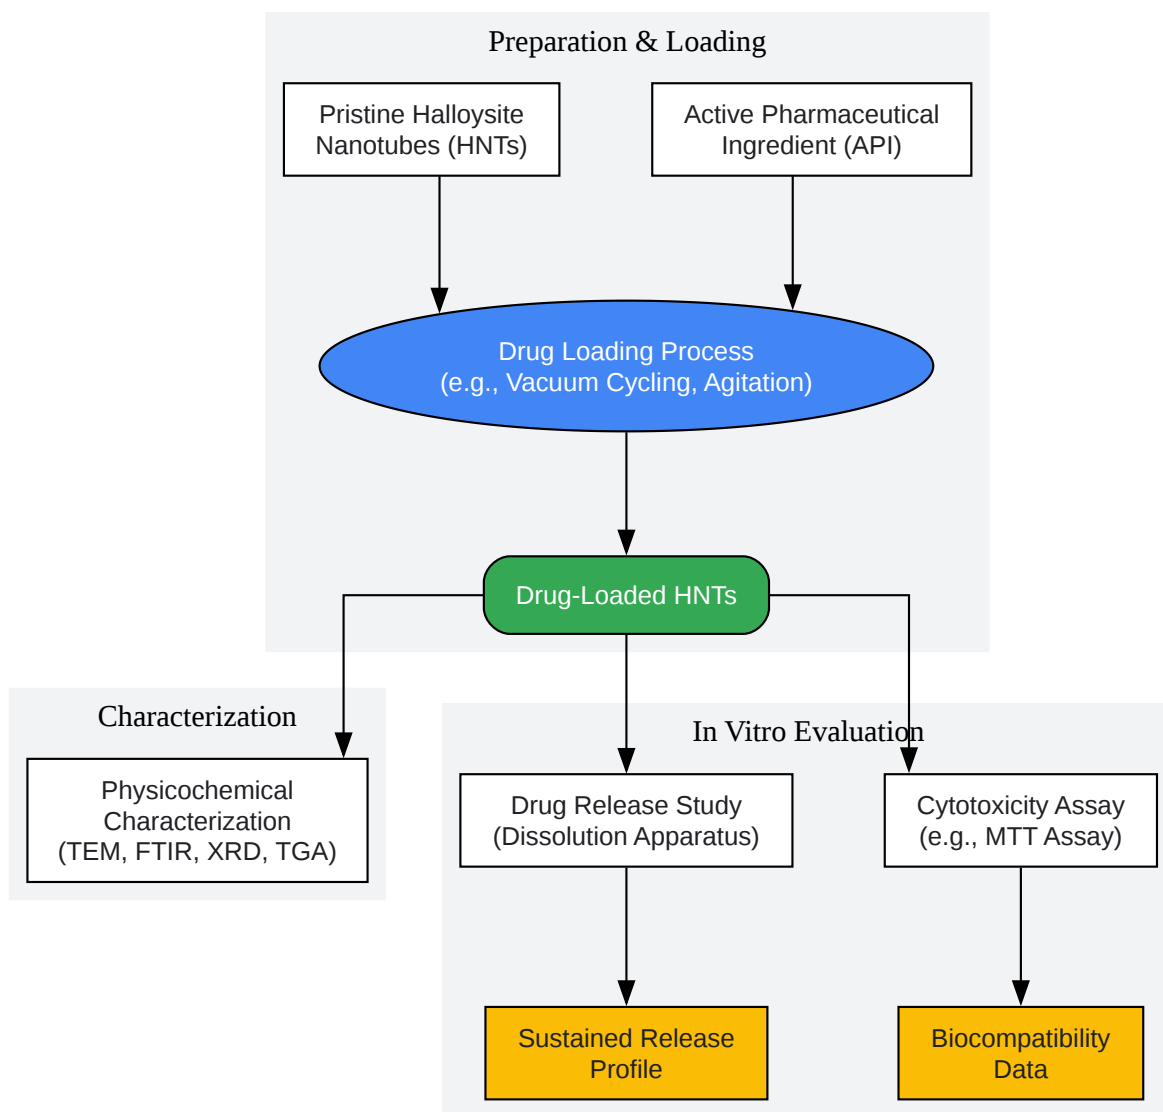 Preparation & Loading
Pristine Halloysite
Nanotubes (HNTs)
Active Pharmaceutical
Ingredient (API)
Drug Loading Process
(e.g., Vacuum Cycling, Agitation)
Drug-Loaded HNTs
Characterization
Physicochemical
Characterization
(TEM, FTIR, XRD, TGA)
In Vitro Evaluation
Drug Release Study
(Dissolution Apparatus)
Cytotoxicity Assay
(e.g., MTT Assay)
Sustained Release
Profile
Biocompatibility
Data